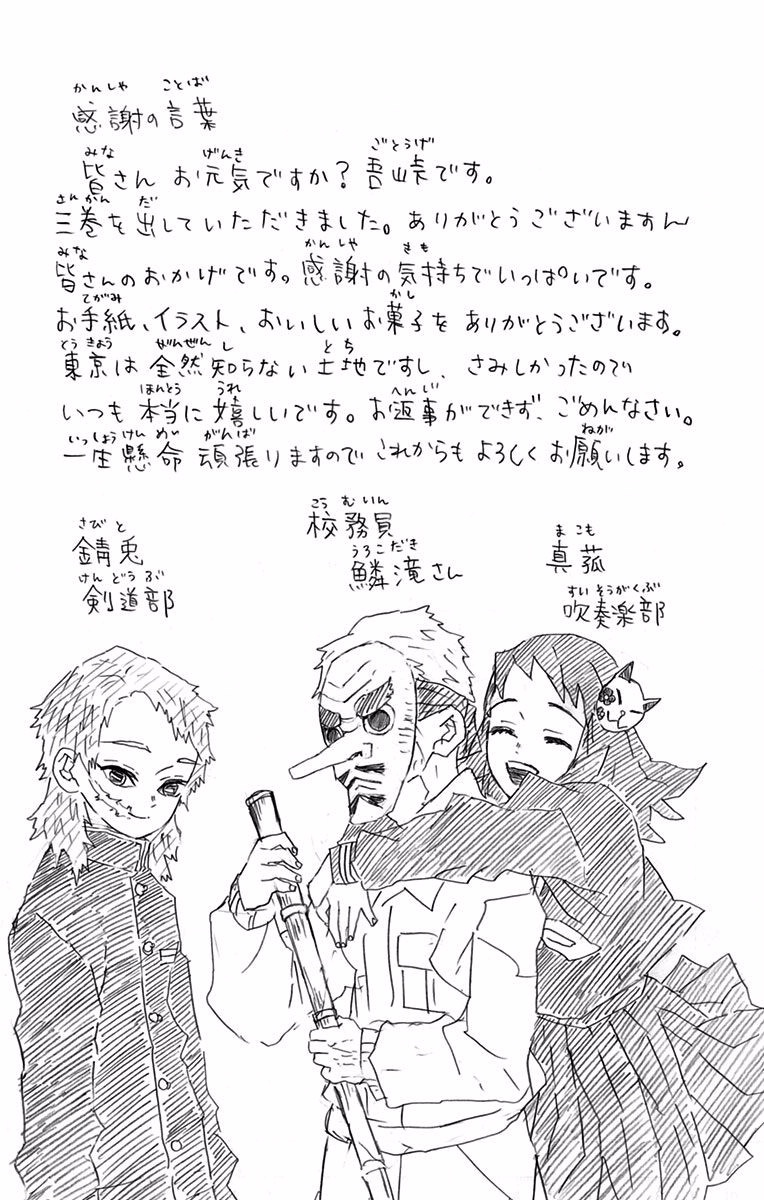 かんしゃ ことば
感謝の言葉
みな げんき ごとうげ
皆さん お元気ですか？吾峠です。
さんかん だ
三巻を出していただきました。ありがとうございますん
みな かんしゃ きも
皆さんのおかげです。感謝の気持ちでいっぱいです。
てがみ かし
お手紙、イラスト、おいしいお菓子を ありがとうございます。
とうきょう ぜんぜん し とち
東京は 全然 知らない 土地ですし、さみしかったので
ほんとう うれ へんじ
いつも 本当に 嬉しいです。お返事ができず、ごめんなさい。
いっしょうけんめい がんば ねが
一生懸命 頑張りますので これからも よろしく お願いします。
こうむいん
校務員
うろこだき
鱗滝さん
さびと
錆兎
けんどうぶ
剣道部
まこも
真菰
すいそうがくぶ
吹奏楽部